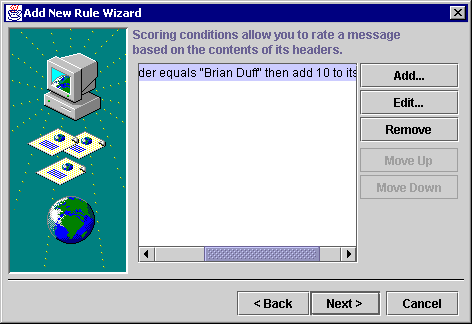 Add New Rule Wizard
Scoring conditions allow you to rate a message
based on the contents of its headers.
der equals "Brian Duff" then add 10 to its
Add...
Edit...
Remove
Move Up
Move Down
< Back
Next >
Cancel